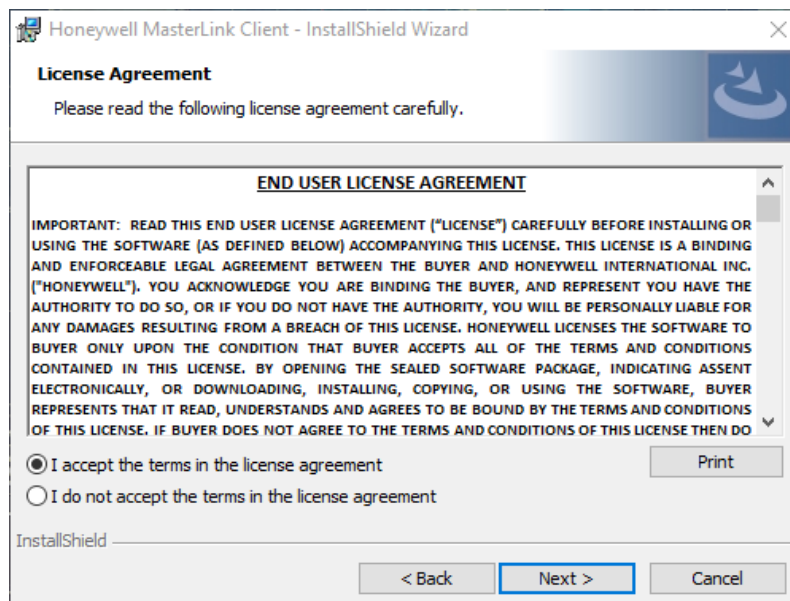 Honeywell MasterLink Client - InstallShield Wizard
License Agreement
Please read the following license agreement carefully.
END USER LICENSE AGREEMENT
IMPORTANT: READ THIS END USER LICENSE AGREEMENT (“LICENSE”) CAREFULLY BEFORE INSTALLING OR
USING THE SOFTWARE (AS DEFINED BELOW) ACCOMPANYING THIS LICENSE. THIS LICENSE IS A BINDING
AND ENFORCEABLE LEGAL AGREEMENT BETWEEN THE BUYER AND HONEYWELL INTERNATIONAL INC.
("HONEYWELL"). YOU ACKNOWLEDGE YOU ARE BINDING THE BUYER, AND REPRESENT YOU HAVE THE
AUTHORITY TO DO SO, OR IF YOU DO NOT HAVE THE AUTHORITY, YOU WILL BE PERSONALLY LIABLE FOR
ANY DAMAGES RESULTING FROM A BREACH OF THIS LICENSE. HONEYWELL LICENSES THE SOFTWARE TO
BUYER ONLY UPON THE CONDITION THAT BUYER ACCEPTS ALL OF THE TERMS AND CONDITIONS
CONTAINED IN THIS LICENSE. BY OPENING THE SEALED SOFTWARE PACKAGE, INDICATING ASSENT
ELECTRONICALLY, OR DOWNLOADING, INSTALLING, COPYING, OR USING THE SOFTWARE, BUYER
REPRESENTS THAT IT READ, UNDERSTANDS AND AGREES TO BE BOUND BY THE TERMS AND CONDITIONS
OF THIS LICENSE. IF BUYER DOES NOT AGREE TO THE TERMS AND CONDITIONS OF THIS LICENSE THEN DO
I accept the terms in the license agreement
Print
I do not accept the terms in the license agreement
InstallShield
< Back
Next >
Cancel